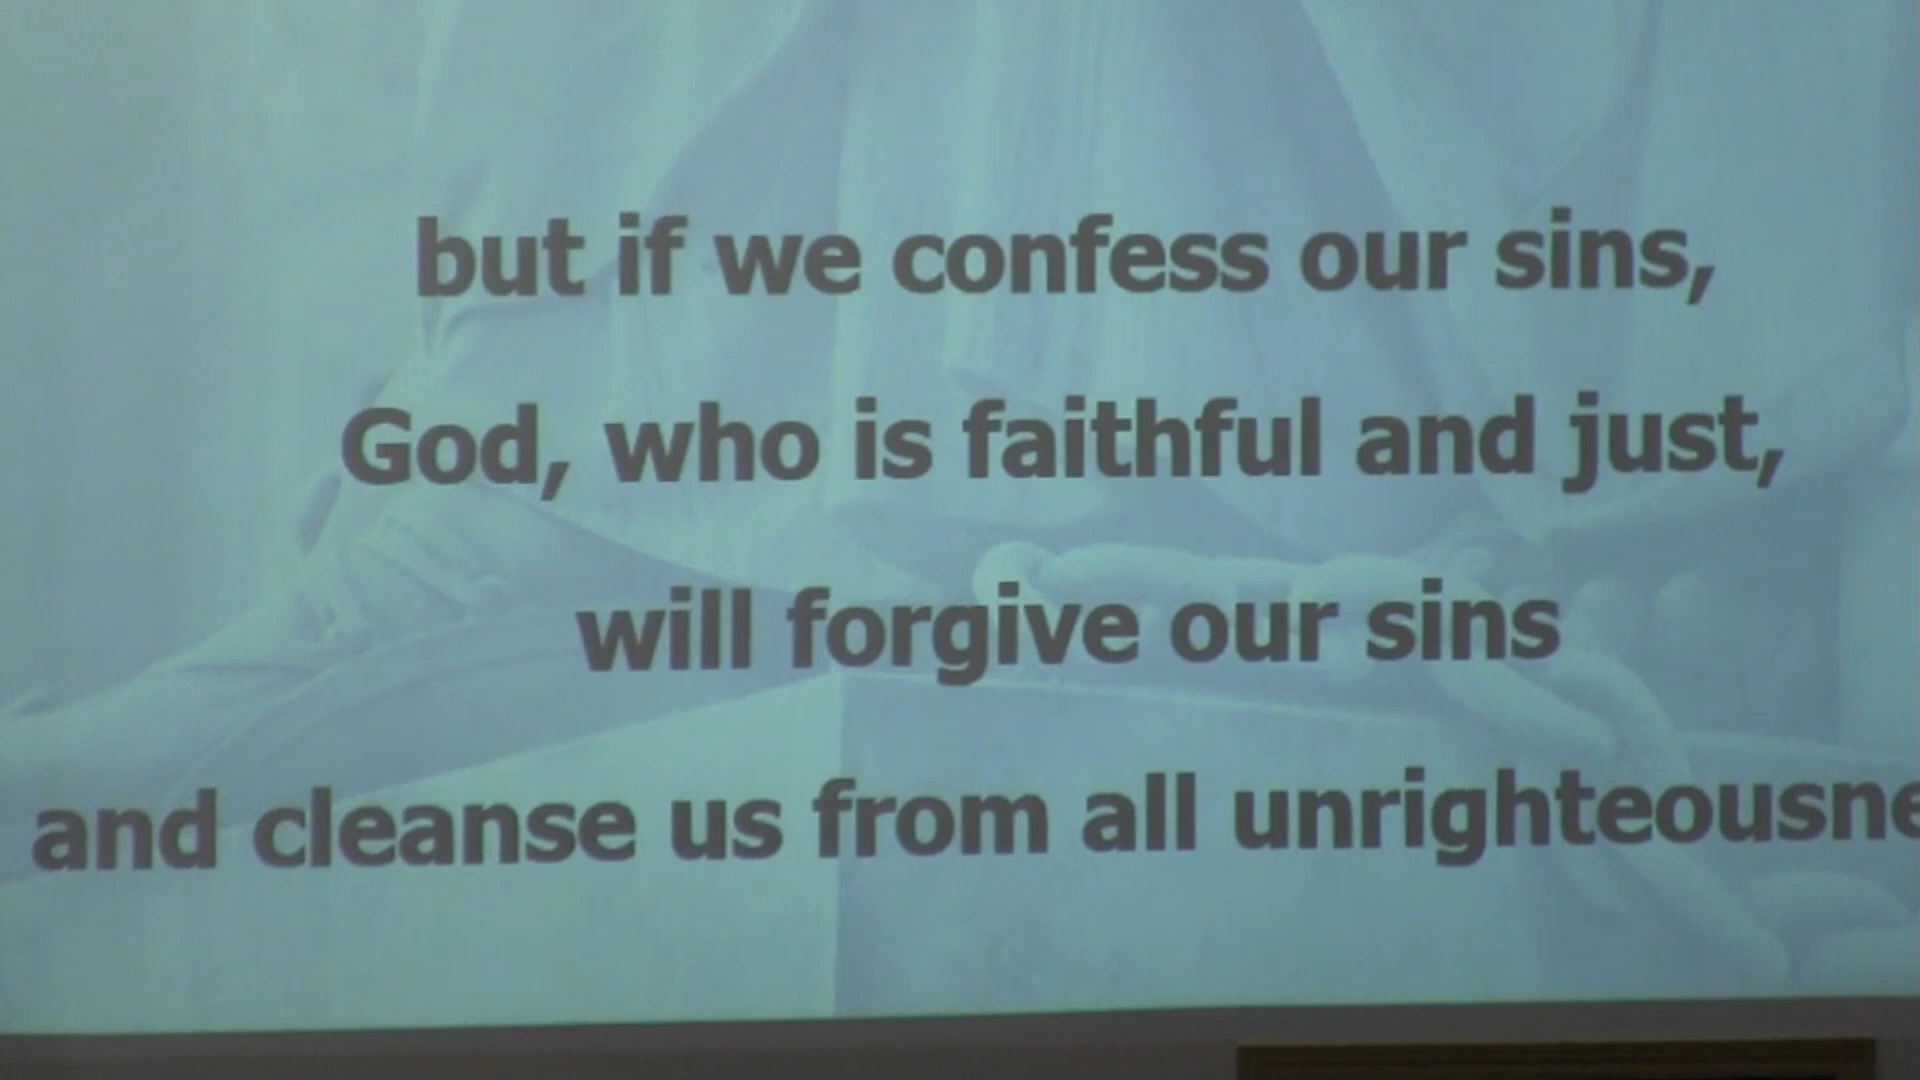 but if we confess our sins,
God, who is faithful and just,
will forgive our sins
and cleanse us from all